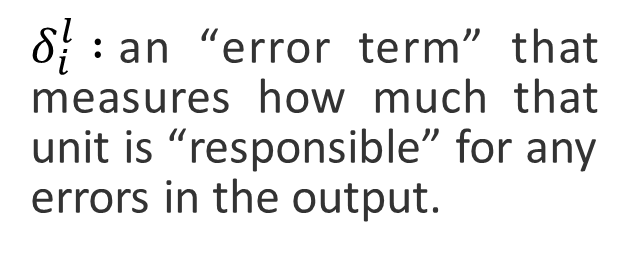 δᵢˡ : an “error term” that
measures how much that
unit is “responsible” for any
errors in the output.